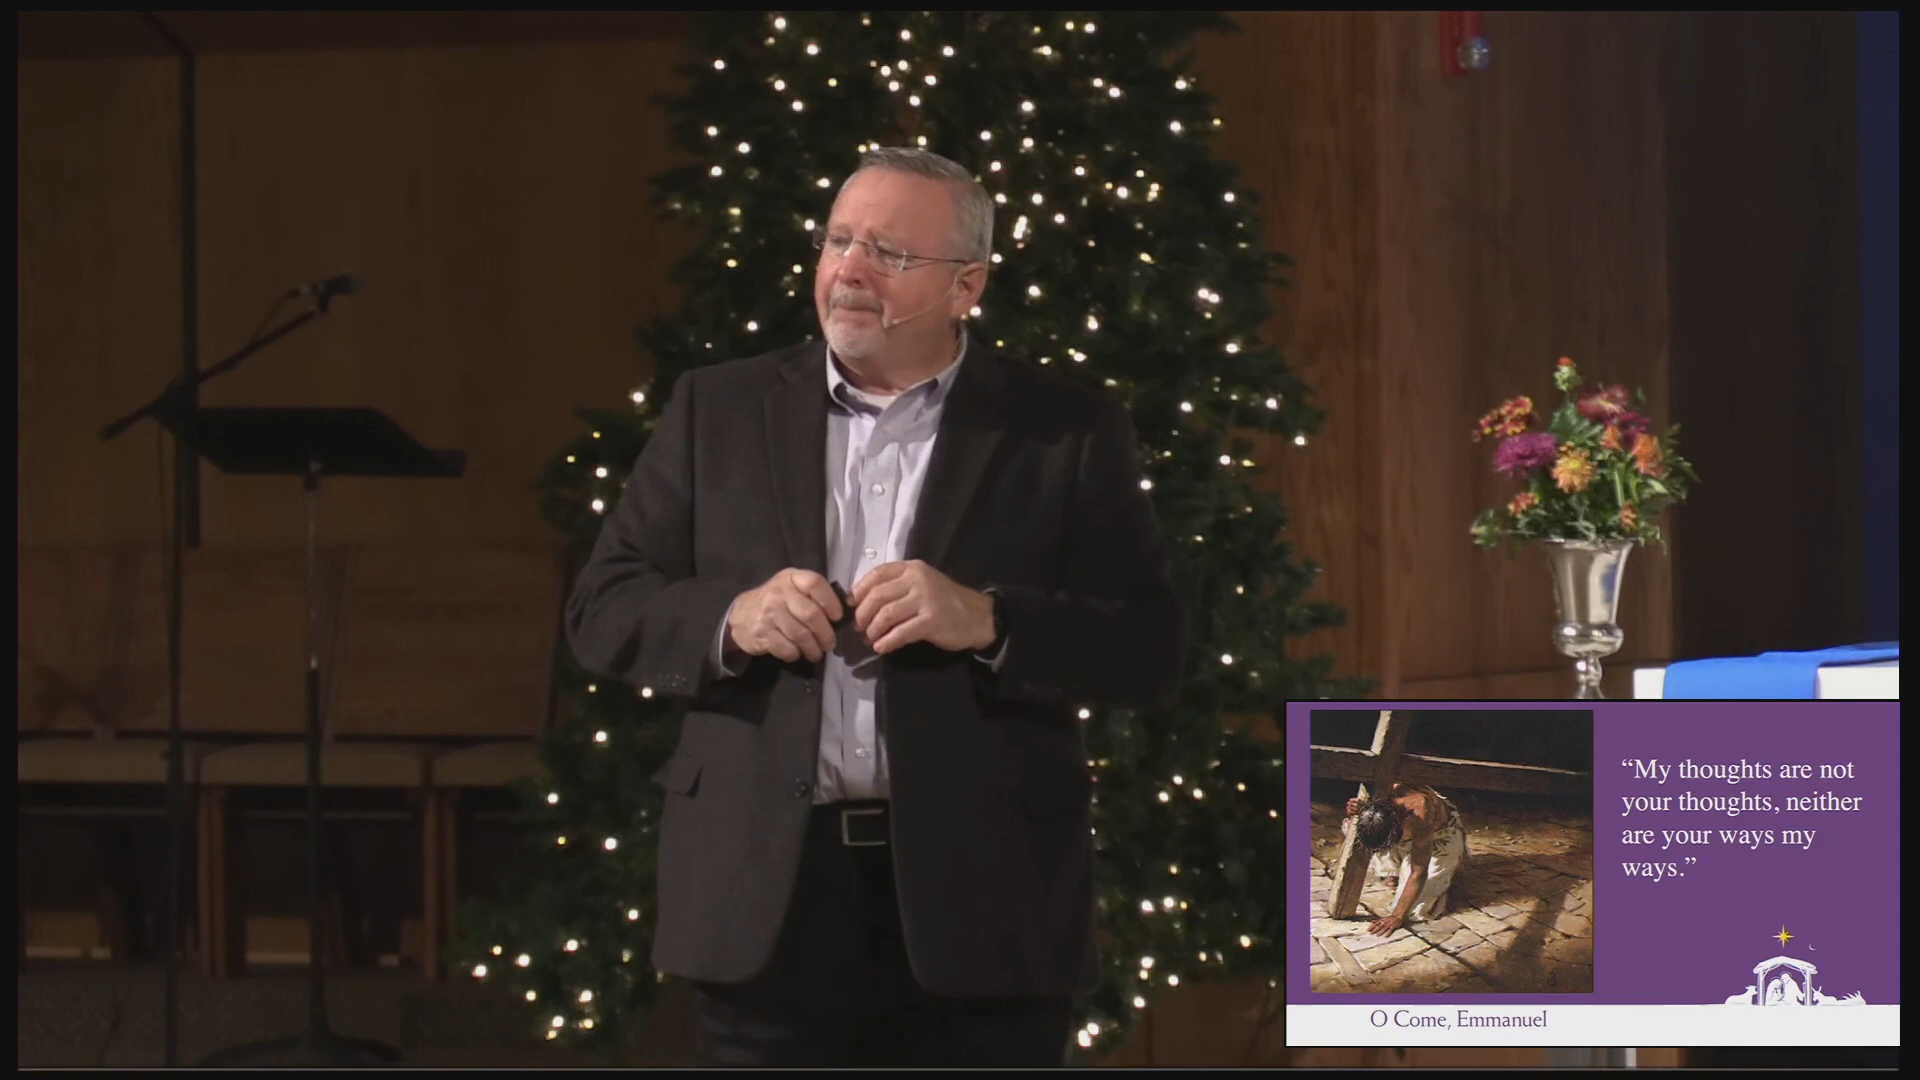 “My thoughts are not
your thoughts, neither
are your ways my
ways.”
O Come, Emmanuel